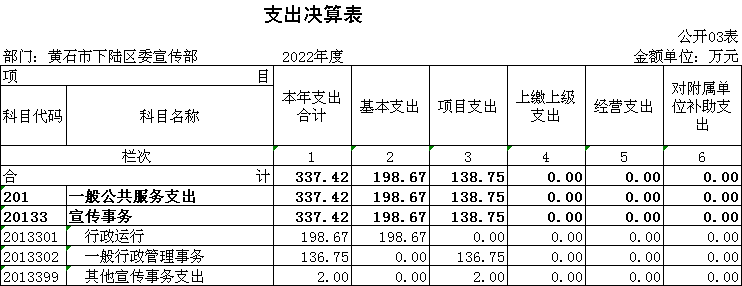 支出决算表
公开03表
部门：黄石市下陆区委宣传部 2022年度 金额单位：万元
项 目 本年支出合计 基本支出 项目支出 上缴上级支出 经营支出 对附属单位补助支出
科目代码 科目名称
栏次 1 2 3 4 5 6
合 计 337.42 198.67 138.75 0.00 0.00 0.00
201 一般公共服务支出 337.42 198.67 138.75 0.00 0.00 0.00
20133 宣传事务 337.42 198.67 138.75 0.00 0.00 0.00
2013301 行政运行 198.67 198.67 0.00 0.00 0.00 0.00
2013302 一般行政管理事务 136.75 0.00 136.75 0.00 0.00 0.00
2013399 其他宣传事务支出 2.00 0.00 2.00 0.00 0.00 0.00